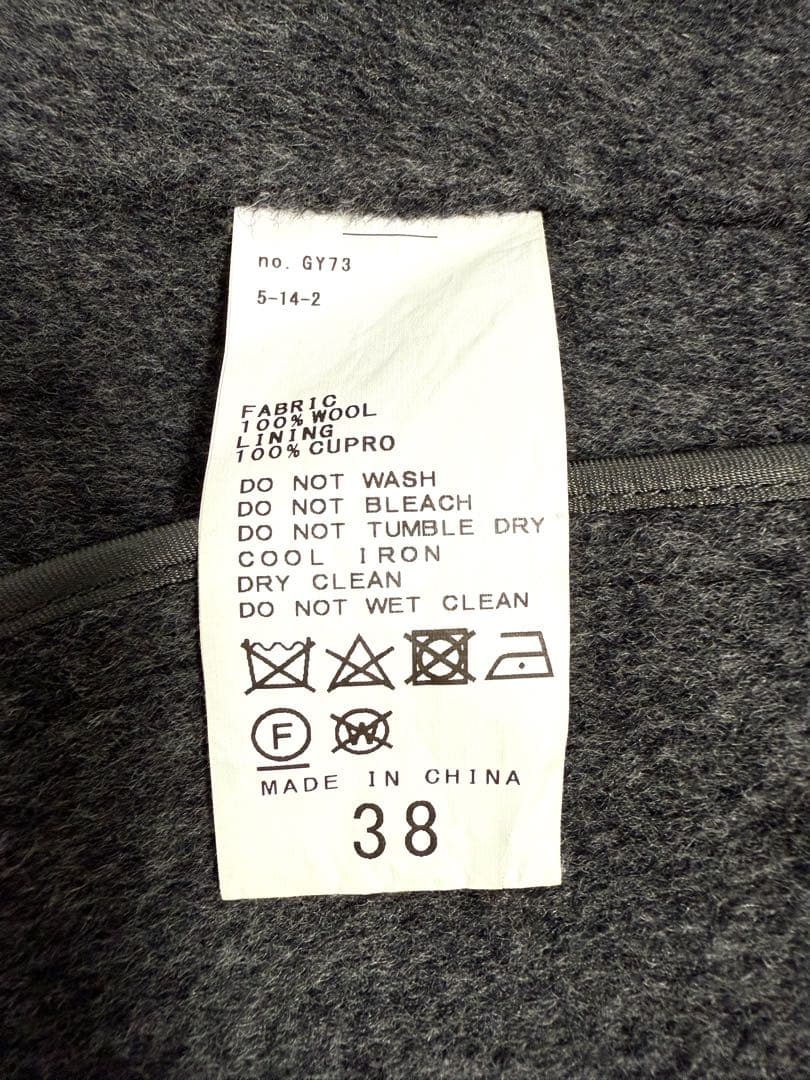 no. GY73
5-14-2
FABRIC
100% WOOL
LINING
100% CUPRO
DO NOT WASH
DO NOT BLEACH
DO NOT TUMBLE DRY
COOL IRON
DRY CLEAN
DO NOT WET CLEAN
F W
MADE IN CHINA
38